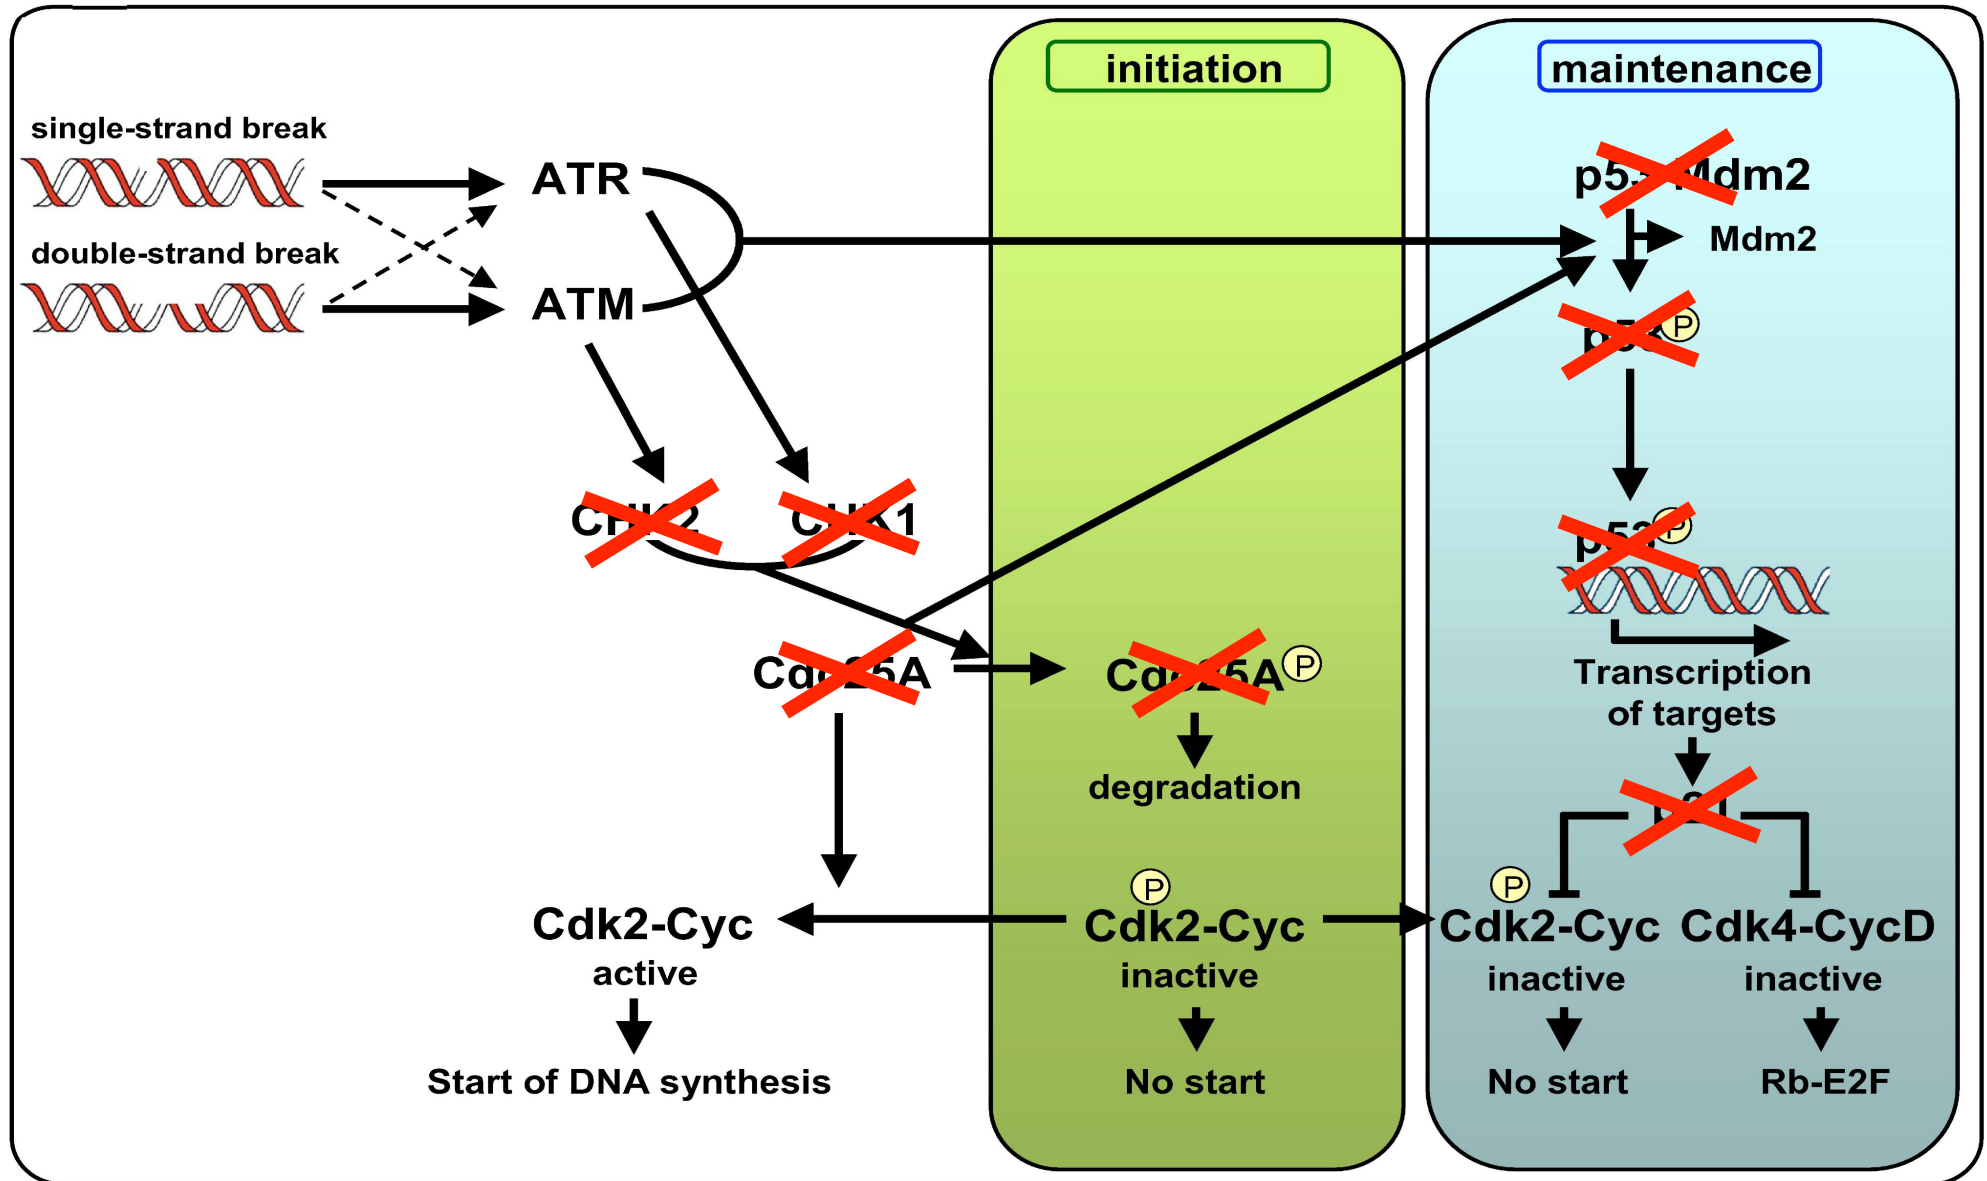 initiation
maintenance
single-strand break
ATR
double-strand break
ATM
Mdm2
Mdm2
P
P
Cdc25A
Cdc25A
P
Transcription
of targets
degradation
P
P
Cdk2-Cyc
Cdk2-Cyc
Cdk2-Cyc
Cdk4-CycD
active
inactive
inactive
inactive
Start of DNA synthesis
No start
No start
Rb-E2F